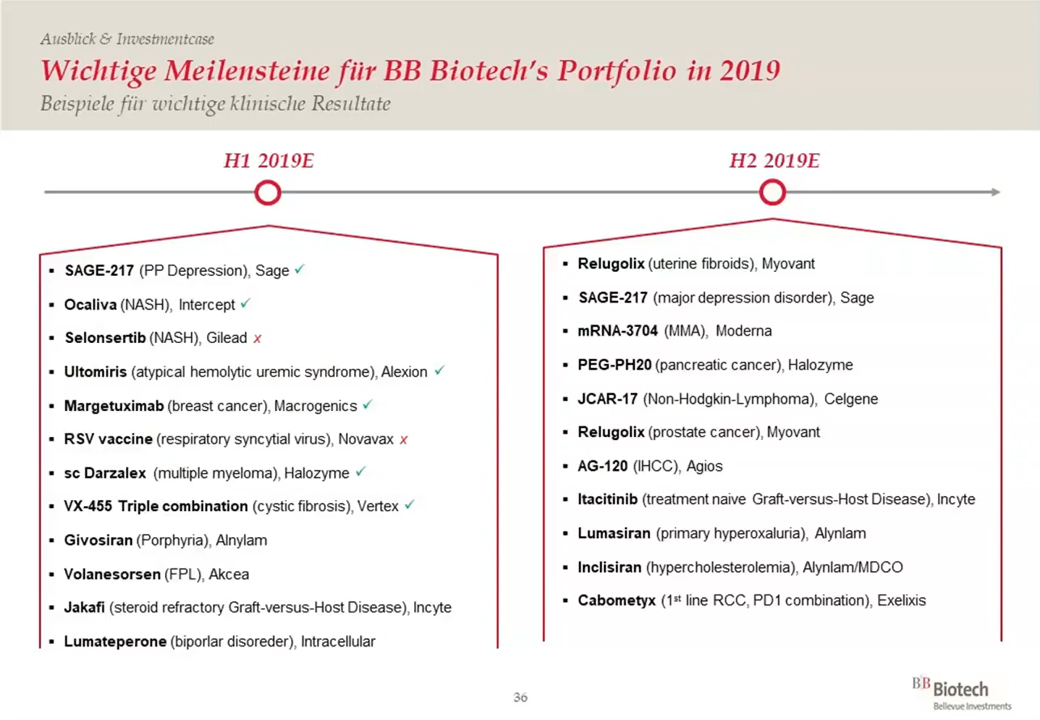 Ausblick & Investmentcase
Wichtige Meilensteine für BB Biotech's Portfolio in 2019
Beispiele für wichtige klinische Resultate
H1 2019E
▪ SAGE-217 (PP Depression), Sage ✓
▪ Ocaliva (NASH), Intercept ✓
▪ Selonsertib (NASH), Gilead x
▪ Ultomiris (atypical hemolytic uremic syndrome), Alexion ✓
▪ Margetuximab (breast cancer), Macrogenics ✓
▪ RSV vaccine (respiratory syncytial virus), Novavax x
▪ sc Darzalex (multiple myeloma), Halozyme ✓
▪ VX-455 Triple combination (cystic fibrosis), Vertex ✓
▪ Givosiran (Porphyria), Alnylam
▪ Volanesorsen (FPL), Akcea
▪ Jakafi (steroid refractory Graft-versus-Host Disease), Incyte
▪ Lumateperone (biporlar disoreder), Intracellular
H2 2019E
▪ Relugolix (uterine fibroids), Myovant
▪ SAGE-217 (major depression disorder), Sage
▪ mRNA-3704 (MMA), Moderna
▪ PEG-PH20 (pancreatic cancer), Halozyme
▪ JCAR-17 (Non-Hodgkin-Lymphoma), Celgene
▪ Relugolix (prostate cancer), Myovant
▪ AG-120 (IHCC), Agios
▪ Itacitinib (treatment naive Graft-versus-Host Disease), Incyte
▪ Lumasiran (primary hyperoxaluria), Alynlam
▪ Inclisiran (hypercholesterolemia), Alynlam/MDCO
▪ Cabometyx (1st line RCC, PD1 combination), Exelixis
36
BB Biotech
Bellevue Investments